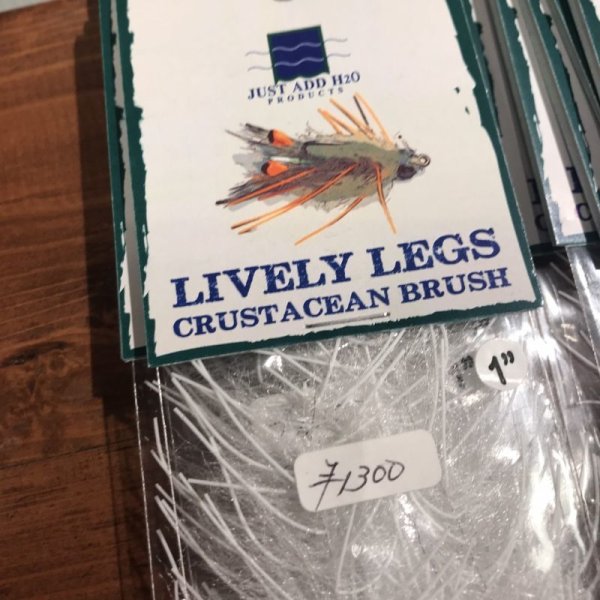 JUST ADD H2O
PRODUCTS
LIVELY LEGS
CRUSTACEAN BRUSH
1"
¥1300